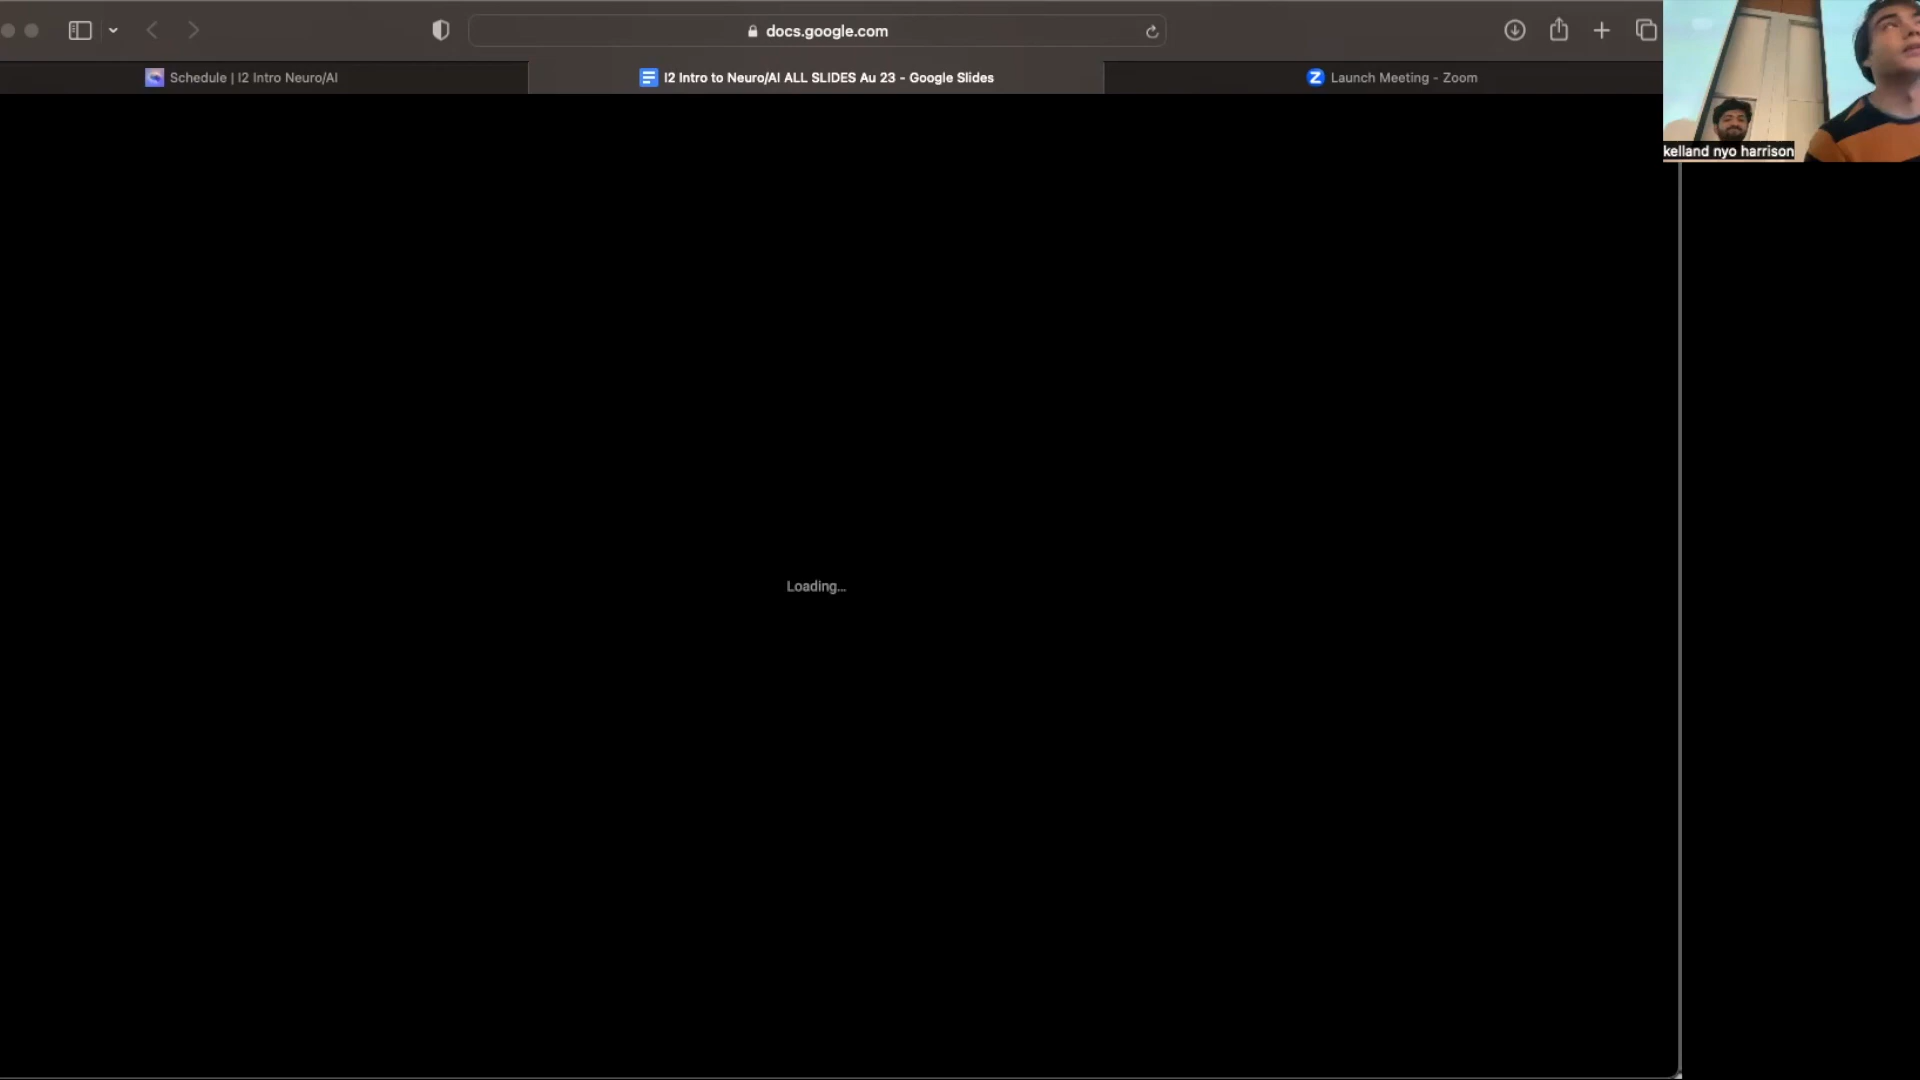 docs.google.com
Schedule | I2 Intro Neuro/AI
I2 Intro to Neuro/AI ALL SLIDES Au 23 - Google Slides
Z Launch Meeting - Zoom
kelland nyo harrison
Loading...